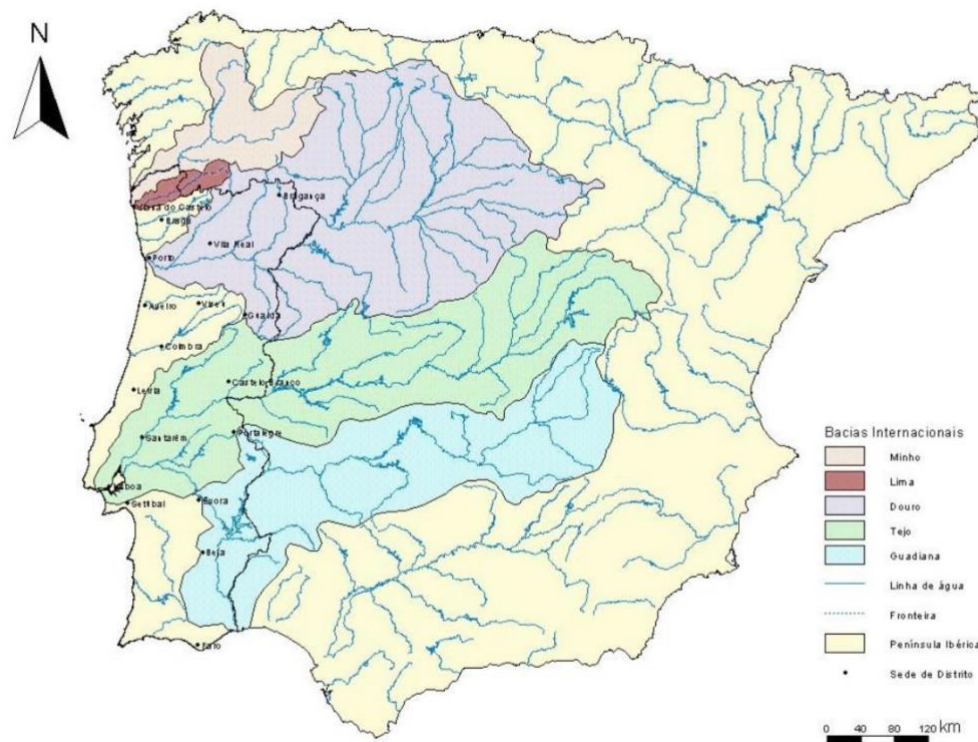 N
Bragança
Viana do Castelo
Braga
Vila Real
Porto
Aveiro
Viseu
Guarda
Coimbra
Leiria
Castelo Branco
Santarém
Portalegre
Lisboa
Setúbal
Évora
Beja
Faro
Bacias Internacionais
Minho
Lima
Douro
Tejo
Guadiana
Linha de água
Fronteira
Península Ibérica
Sede de Distrito
0 40 80 120 km